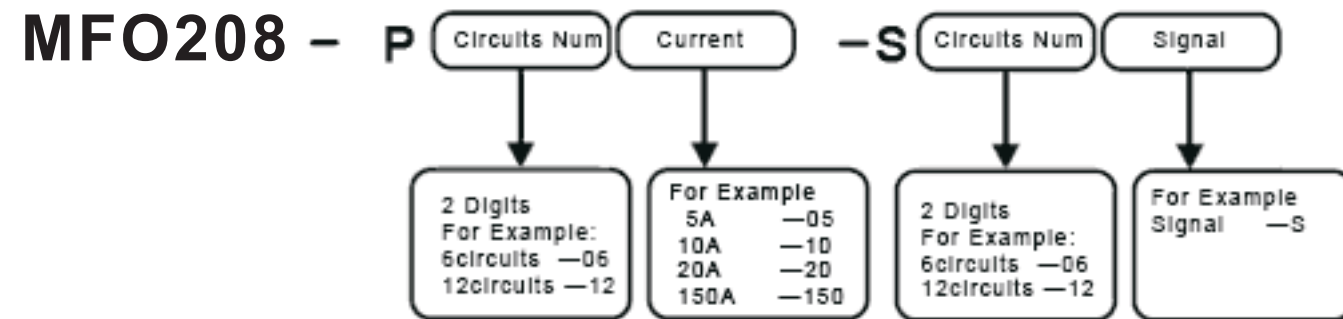 MFO208 – P Circuits Num Current –S Circuits Num Signal
2 Digits
For Example:
6circuits —06
12circuits —12
For Example
5A —05
10A —10
20A —20
150A —150
2 Digits
For Example:
6circuits —06
12circuits —12
For Example
Signal —S